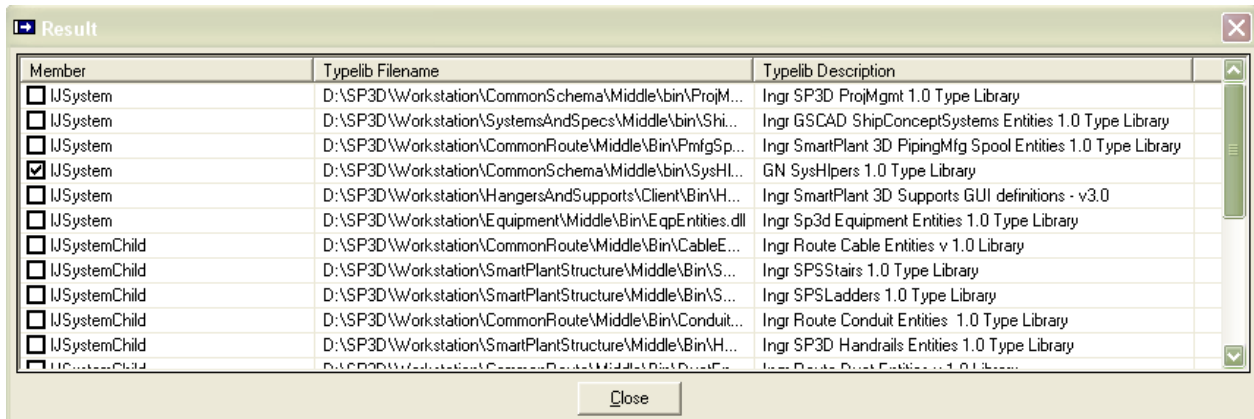 Result
Member Typelib Filename Typelib Description
IJSystem D:\SP3D\Workstation\CommonSchema\Middle\bin\ProjM... Ingr SP3D ProjMgmt 1.0 Type Library
IJSystem D:\SP3D\Workstation\SystemsAndSpecs\Middle\bin\Shi... Ingr GSCAD ShipConceptSystems Entities 1.0 Type Library
IJSystem D:\SP3D\Workstation\CommonRoute\Middle\Bin\PmfgSp... Ingr SmartPlant 3D PipingMfg Spool Entities 1.0 Type Library
IJSystem D:\SP3D\Workstation\CommonSchema\Middle\bin\SysHl... GN SysHlpers 1.0 Type Library
IJSystem D:\SP3D\Workstation\HangersAndSupports\Client\Bin\H... Ingr SmartPlant 3D Supports GUI definitions - v3.0
IJSystem D:\SP3D\Workstation\Equipment\Middle\Bin\EqpEntities.dll Ingr Sp3d Equipment Entities 1.0 Type Library
IJSystemChild D:\SP3D\Workstation\CommonRoute\Middle\Bin\CableE... Ingr Route Cable Entities v 1.0 Library
IJSystemChild D:\SP3D\Workstation\SmartPlantStructure\Middle\Bin\S... Ingr SPSStairs 1.0 Type Library
IJSystemChild D:\SP3D\Workstation\SmartPlantStructure\Middle\Bin\S... Ingr SPSLadders 1.0 Type Library
IJSystemChild D:\SP3D\Workstation\CommonRoute\Middle\Bin\Conduit... Ingr Route Conduit Entities 1.0 Type Library
IJSystemChild D:\SP3D\Workstation\SmartPlantStructure\Middle\Bin\H... Ingr SP3D Handrails Entities 1.0 Type Library
Close